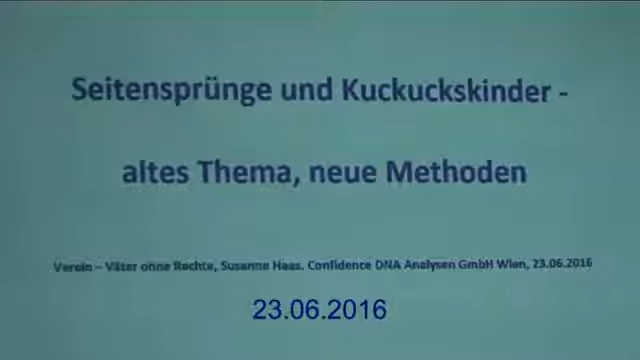 Seitensprünge und Kuckuckskinder -
altes Thema, neue Methoden
Verein – Väter ohne Rechte, Susanne Haas, Confidence DNA Analysen GmbH Wien, 23.06.2016
23.06.2016